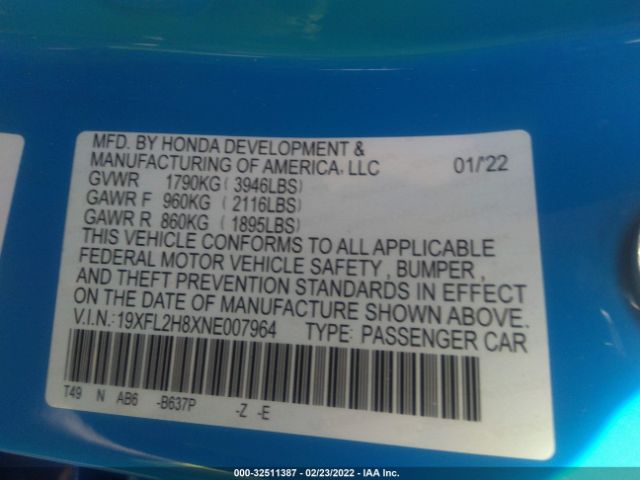 MFD. BY HONDA DEVELOPMENT &
MANUFACTURING OF AMERICA, LLC 01/'22
GVWR 1790KG (3946LBS)
GAWR F 960KG (2116LBS)
GAWR R 860KG (1895LBS)
THIS VEHICLE CONFORMS TO ALL APPLICABLE
FEDERAL MOTOR VEHICLE SAFETY, BUMPER,
AND THEFT PREVENTION STANDARDS IN EFFECT
ON THE DATE OF MANUFACTURE SHOWN ABOVE.
V.I.N.:19XFL2H8XNE007964 TYPE: PASSENGER CAR
T49 N AB6 -B637P -Z -E
000-32511387 - 02/23/2022 - IAA Inc.